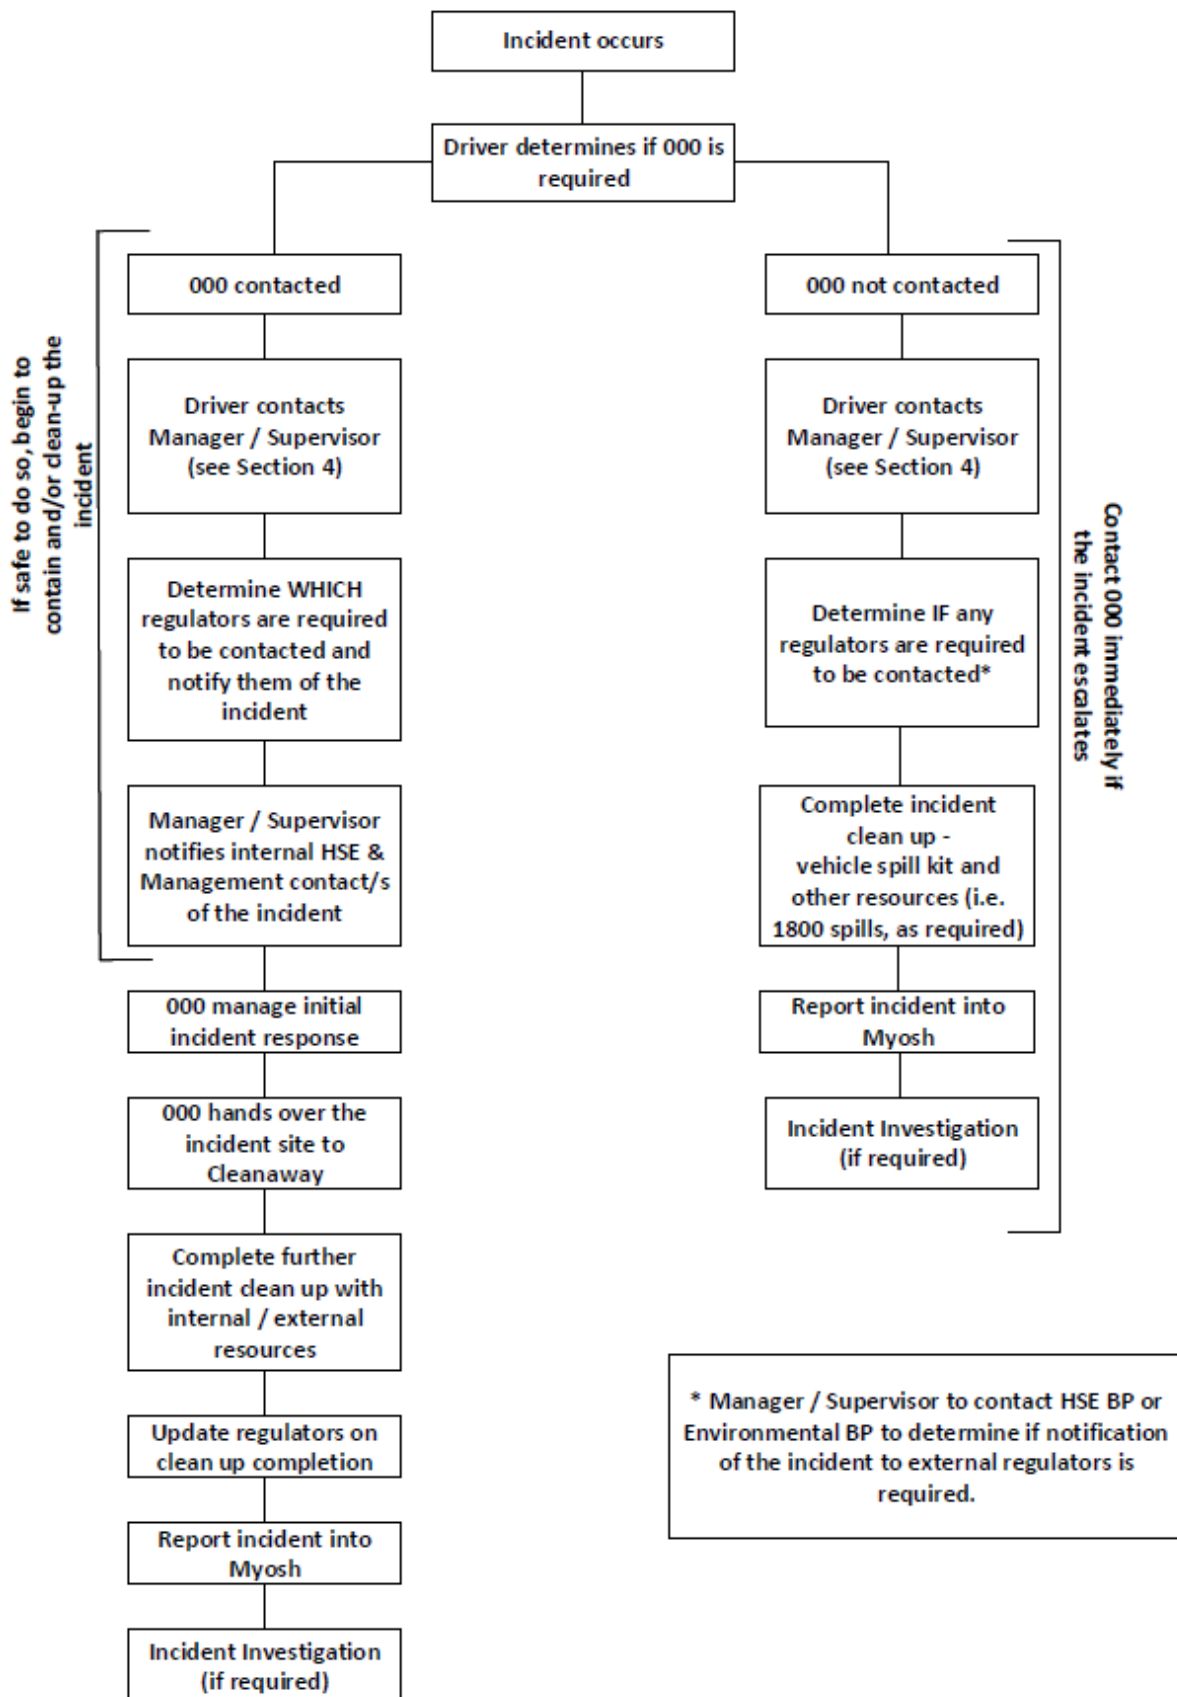 Incident occurs
Driver determines if 000 is
required
If safe to do so, begin to
contain and/or clean-up the
incident
000 contacted
Driver contacts
Manager / Supervisor
(see Section 4)
Determine WHICH
regulators are required
to be contacted and
notify them of the
incident
Manager / Supervisor
notifies internal HSE &
Management contact/s
of the incident
000 manage initial
incident response
000 hands over the
incident site to
Cleanaway
Complete further
incident clean up with
internal / external
resources
Update regulators on
clean up completion
Report incident into
Myosh
Incident Investigation
(if required)
000 not contacted
Driver contacts
Manager / Supervisor
(see Section 4)
Determine IF any
regulators are required
to be contacted*
Complete incident
clean up -
vehicle spill kit and
other resources (i.e.
1800 spills, as required)
Report incident into
Myosh
Incident Investigation
(if required)
Contact 000 immediately if
the incident escalates
* Manager / Supervisor to contact HSE BP or
Environmental BP to determine if notification
of the incident to external regulators is
required.